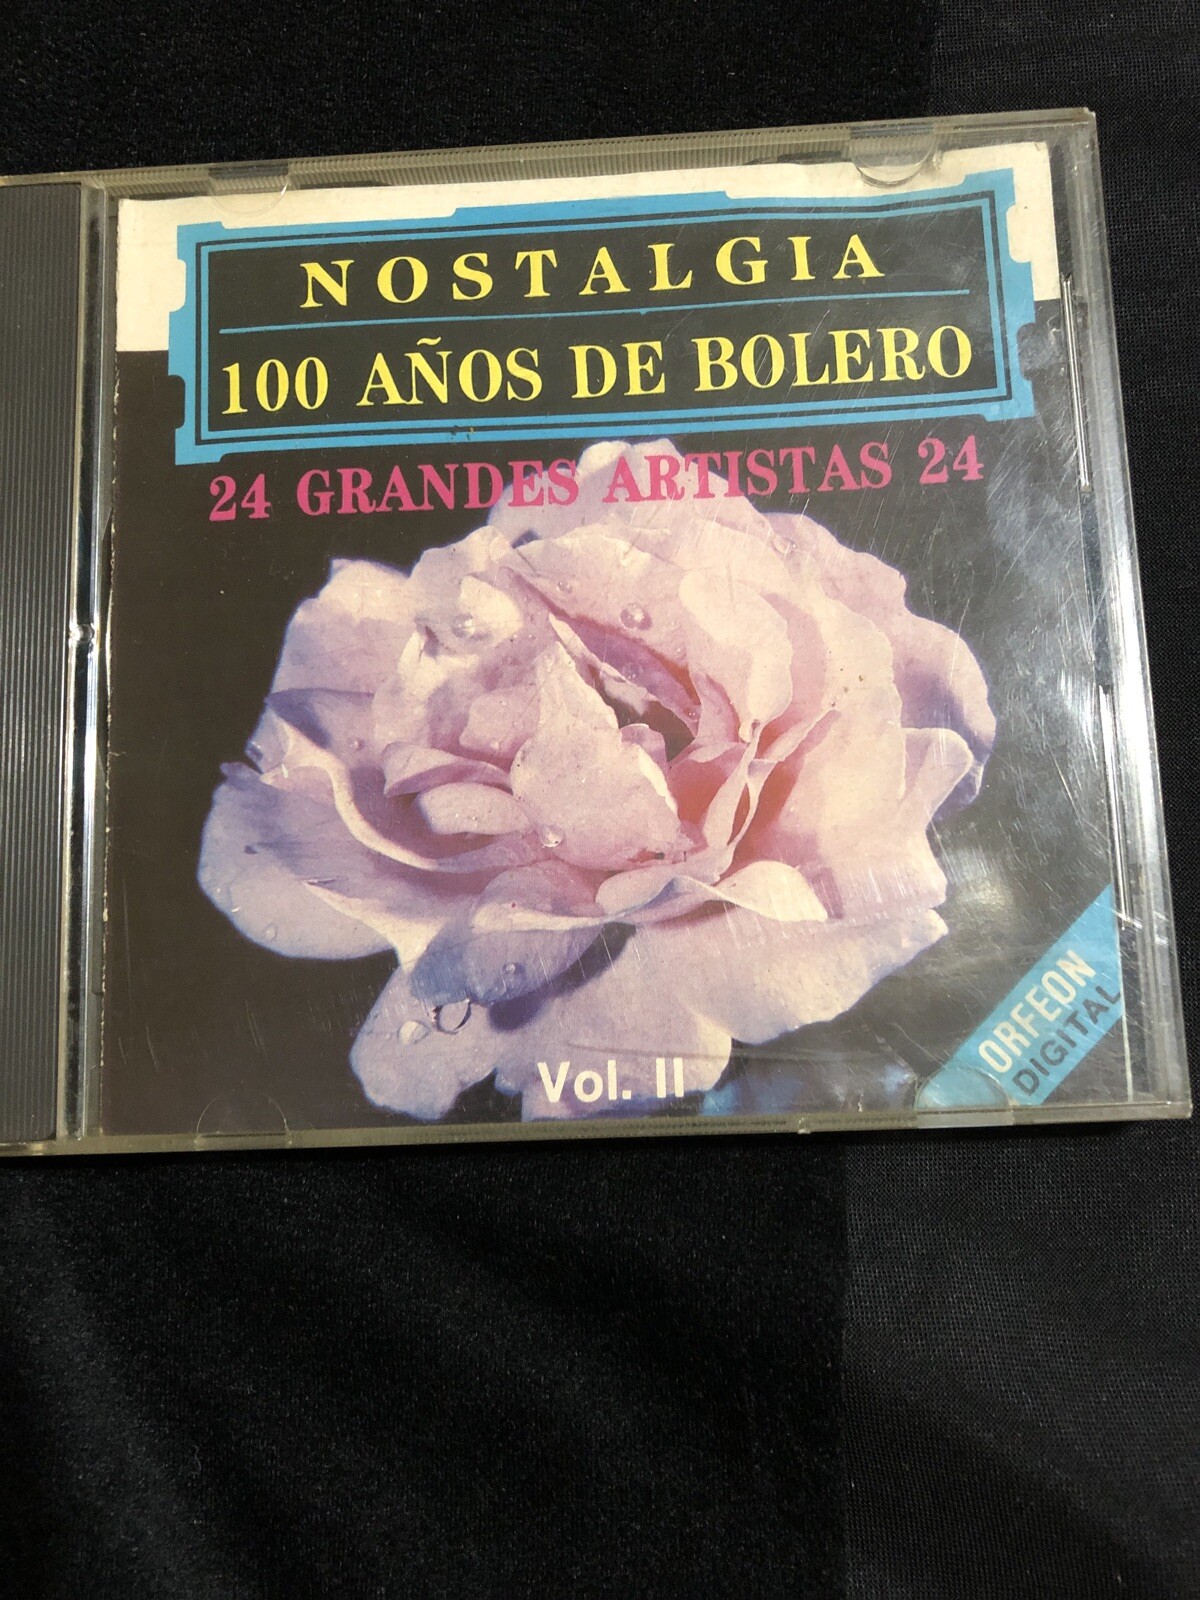 NOSTALGIA
100 AÑOS DE BOLERO
24 GRANDES ARTISTAS 24
Vol. II
ORFEON
DIGITAL